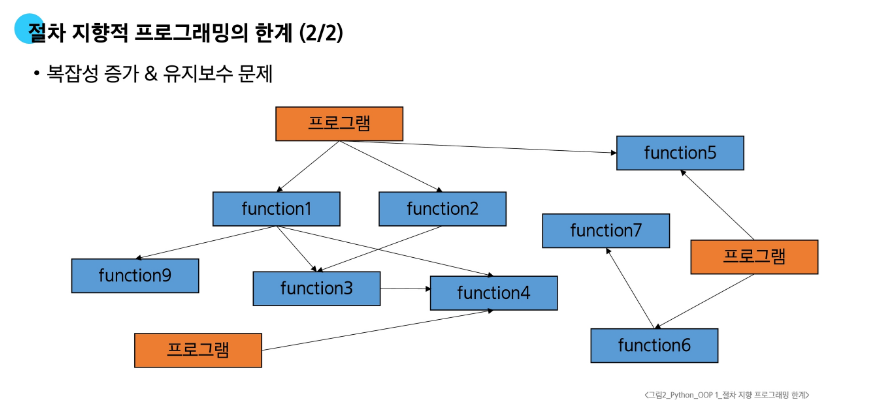 절차 지향적 프로그래밍의 한계 (2/2)
• 복잡성 증가 & 유지보수 문제
프로그램
function5
function1
function2
function7
프로그램
function9
function3
function4
프로그램
function6
<그림2_Python_OOP 1_절차 지향 프로그래밍 한계>